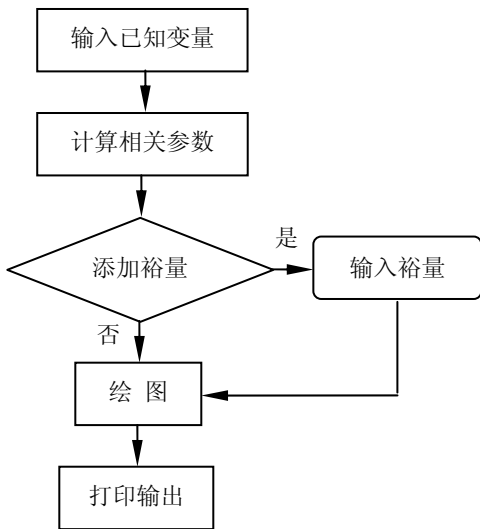 输入已知变量
计算相关参数
是
添加裕量
输入裕量
否
绘 图
打印输出